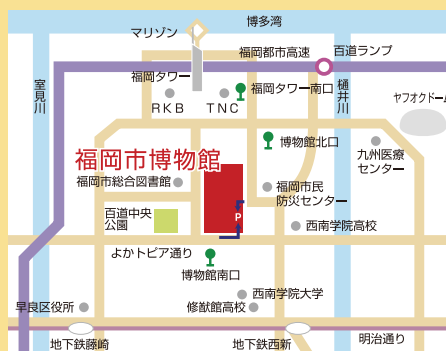 博多湾
マリゾン
福岡都市高速
百道ランプ
福岡タワー
室見川
樋井川
福岡タワー南口
RKB
TNC
ヤフオクドー
博物館北口
九州医療
センター
福岡市博物館
福岡市総合図書館
福岡市民
防災センター
百道中央
公園
P
西南学院高校
よかトピア通り
博物館南口
西南学院大学
早良区役所
修猷館高校
地下鉄藤崎
地下鉄西新
明治通り